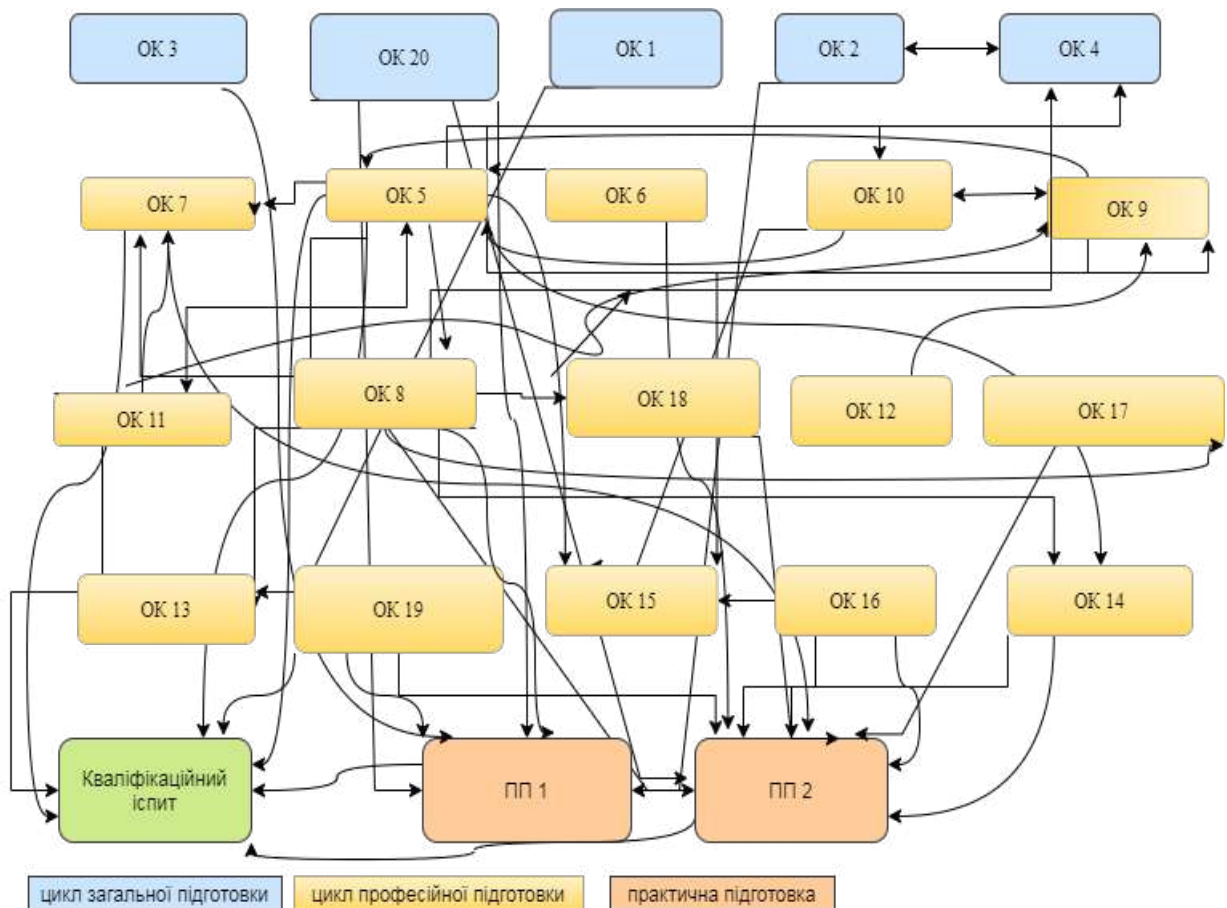 ОК 3
ОК 20
ОК 1
ОК 2
ОК 4
ОК 7
ОК 5
ОК 6
ОК 10
ОК 9
ОК 11
ОК 8
ОК 18
ОК 12
ОК 17
ОК 13
ОК 19
ОК 15
ОК 16
ОК 14
Кваліфікаційний
іспит
ПП 1
ПП 2
цикл загальної підготовки
цикл професійної підготовки
практична підготовка